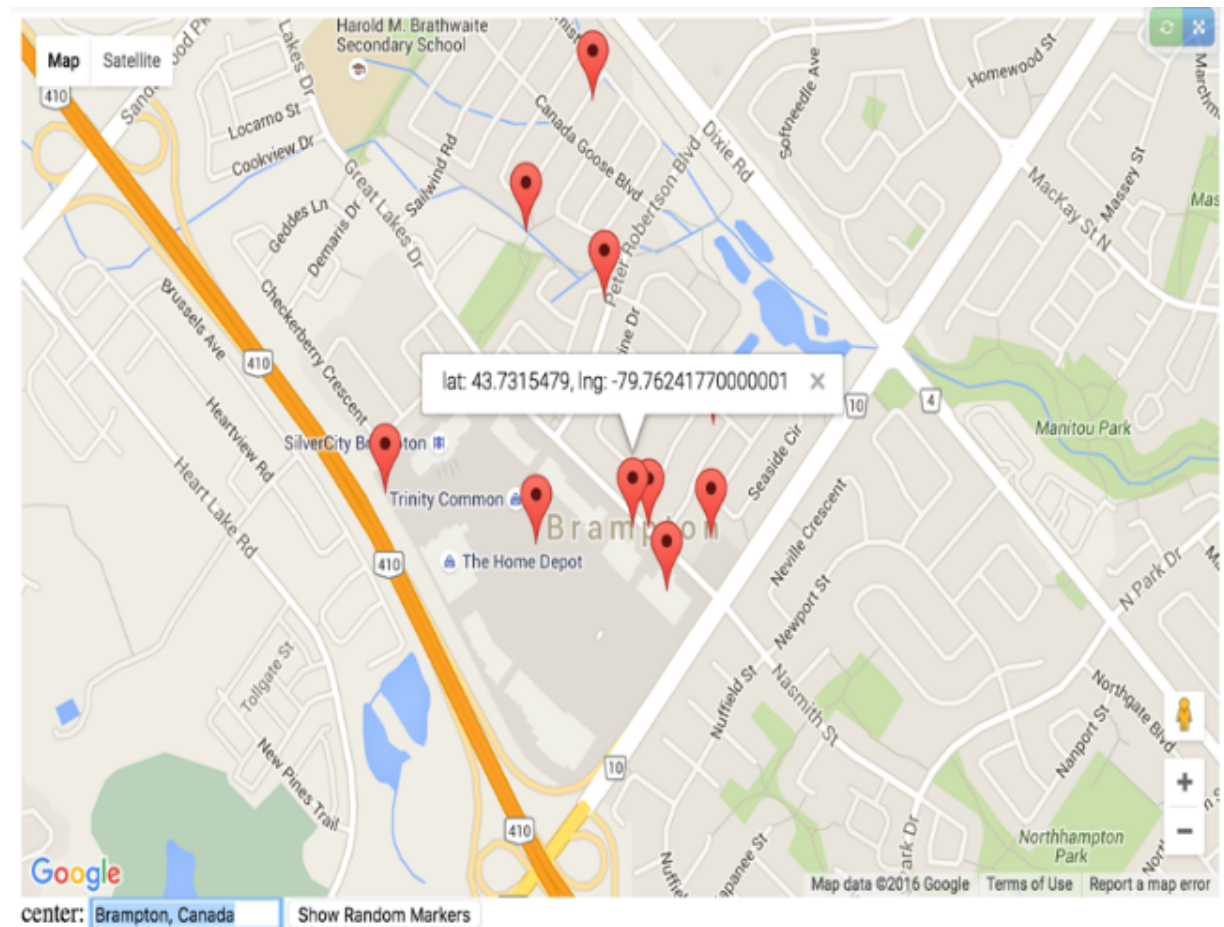 Map Satellite
Harold M. Brathwaite
Secondary School
Lakes Dr
410
Locarno St
Cookview Dr
Sailwind Rd
Great Lakes Dr
Geddes Ln
Demaris Dr
Canada Goose Blvd
Peter Robertson Blvd
Dixie Rd
Softneedle Ave
Homewood St
MacKay St N
Massey St
Brussels Ave
Checkerberry Crescent
410
Heartview Rd
Heart Lake Rd
lat: 43.7315479, lng: -79.76241770000001
10
4
Manitou Park
SilverCity
Trinity Common
Brampton
410
The Home Depot
Seaside Cir
Neville Crescent
Newport St
N Park Dr
Nuffield St
Nasmith St
Tollgate St
New Pines Trail
10
410
Northgate Blvd
Nanport St
Northhampton
Park
Park Dr
Google
Map data ©2016 Google Terms of Use Report a map error
center: Brampton, Canada Show Random Markers